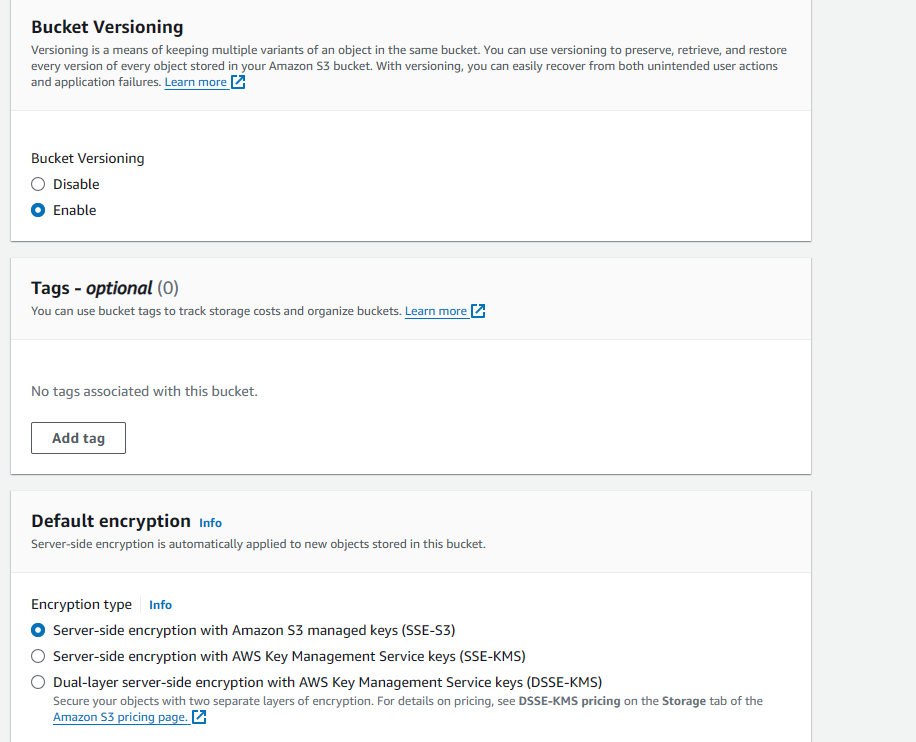 Bucket Versioning
Versioning is a means of keeping multiple variants of an object in the same bucket. You can use versioning to preserve, retrieve, and restore
every version of every object stored in your Amazon S3 bucket. With versioning, you can easily recover from both unintended user actions
and application failures. Learn more
Bucket Versioning
Disable
Enable
Tags - optional (0)
You can use bucket tags to track storage costs and organize buckets. Learn more
No tags associated with this bucket.
Add tag
Default encryption Info
Server-side encryption is automatically applied to new objects stored in this bucket.
Encryption type Info
Server-side encryption with Amazon S3 managed keys (SSE-S3)
Server-side encryption with AWS Key Management Service keys (SSE-KMS)
Dual-layer server-side encryption with AWS Key Management Service keys (DSSE-KMS)
Secure your objects with two separate layers of encryption. For details on pricing, see DSSE-KMS pricing on the Storage tab of the
Amazon S3 pricing page.